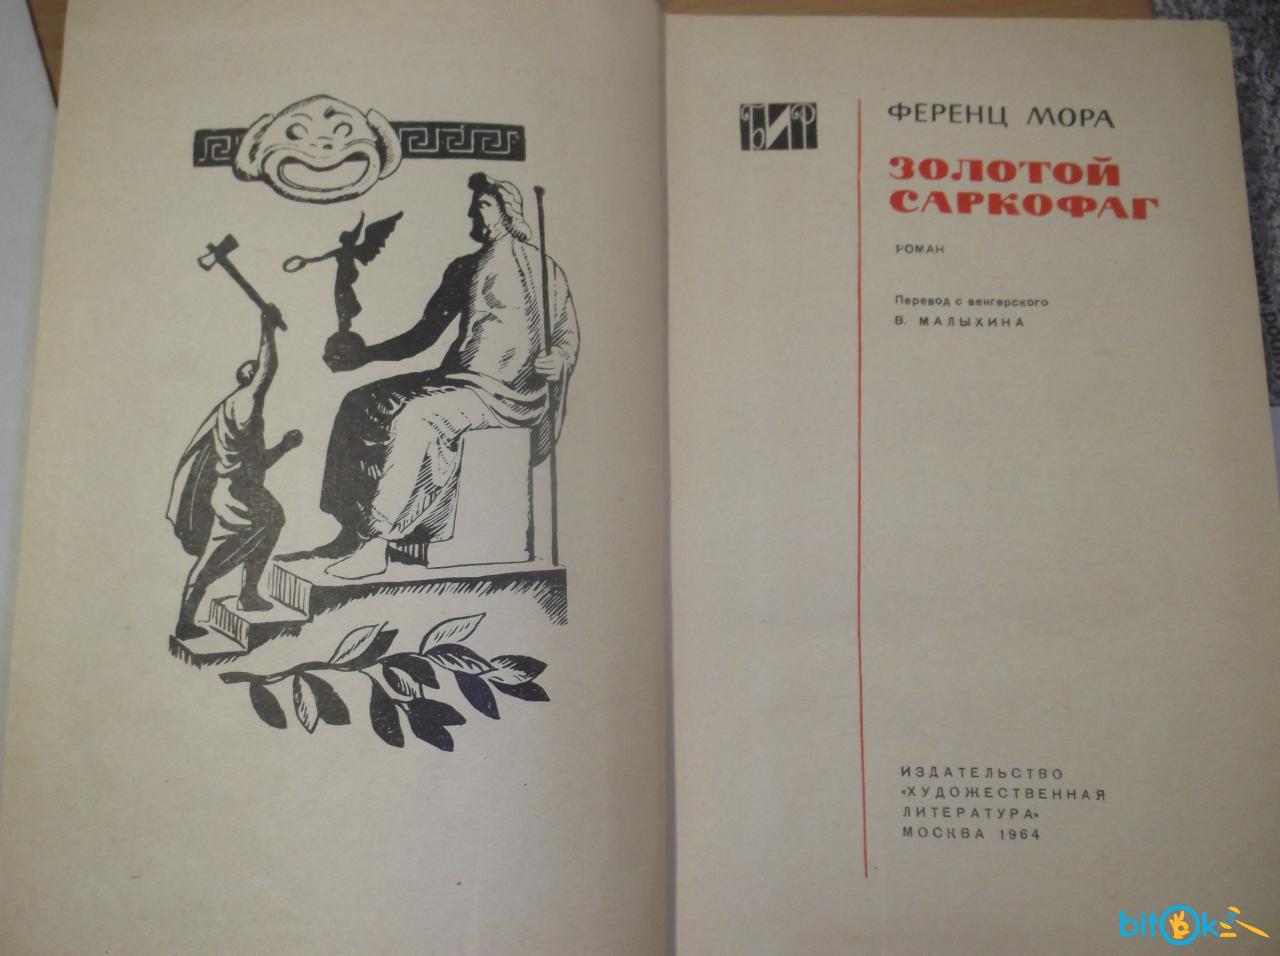 БИР
ФЕРЕНЦ МОРА
ЗОЛОТОЙ
САРКОФАГ
РОМАН
Перевод с венгерского
В. МАЛЫХИНА
ИЗДАТЕЛЬСТВО
«ХУДОЖЕСТВЕННАЯ
ЛИТЕРАТУРА»
МОСКВА 1964
bitOk